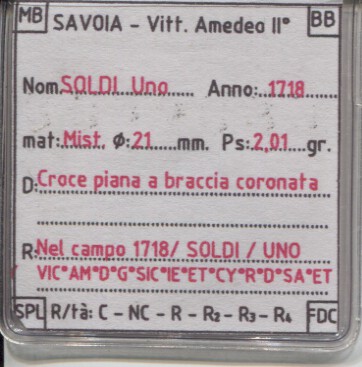 MB SAVOIA - Vitt. Amedeo II° BB
Nom. SOLDI Uno Anno: 1718
mat: Mist. Φ: 21 mm. Ps: 2,01 gr.
D: Croce piana a braccia coronata
R: Nel campo 1718/ SOLDI / UNO
VIC°AM°D°G°SIC°IE°ET°CY°R°D°SA°ET
SPL R/tà: C - NC - R - R2 - R3 - R4 FDC